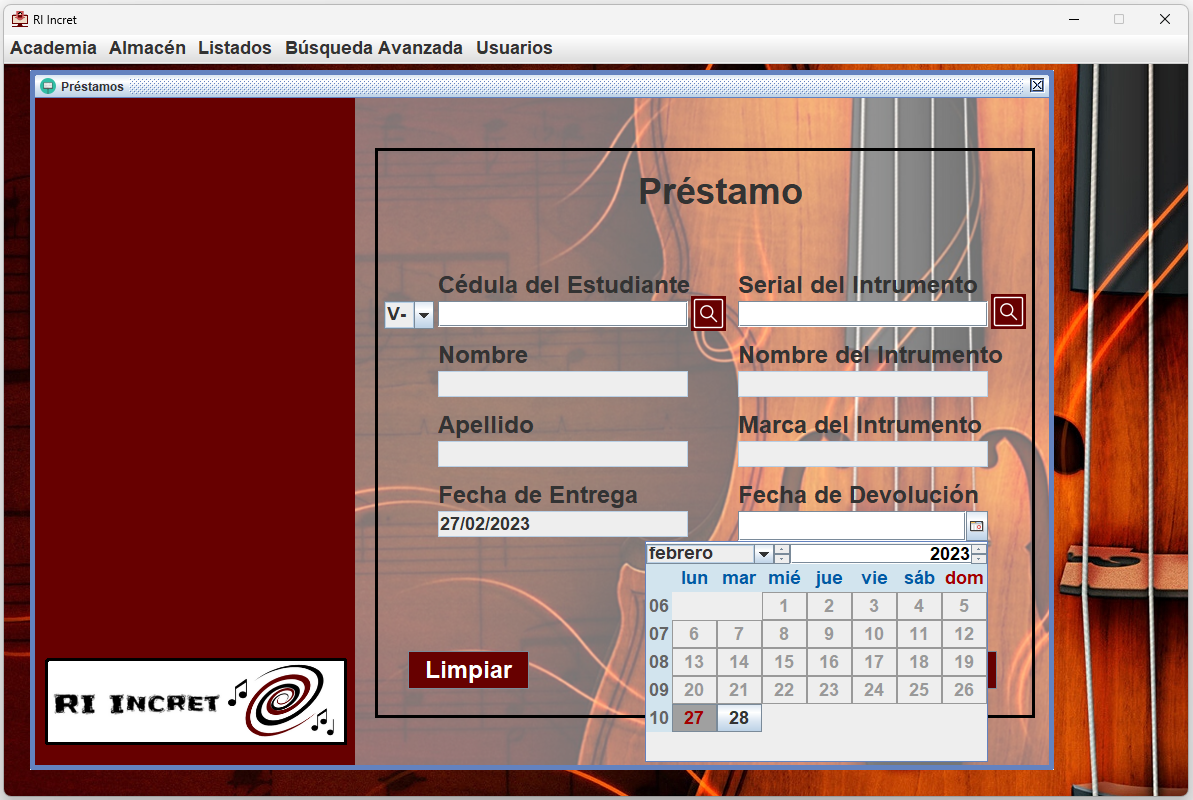 RI Incret
Academia Almacén Listados Búsqueda Avanzada Usuarios
Préstamos
Préstamo
Cédula del Estudiante Serial del Intrumento
V-
Nombre Nombre del Intrumento
Apellido Marca del Intrumento
Fecha de Entrega Fecha de Devolución
27/02/2023
febrero 2023
lun mar mié jue vie sáb dom
06 1 2 3 4 5
07 6 7 8 9 10 11 12
08 13 14 15 16 17 18 19
09 20 21 22 23 24 25 26
10 27 28
Limpiar
RI INCRET